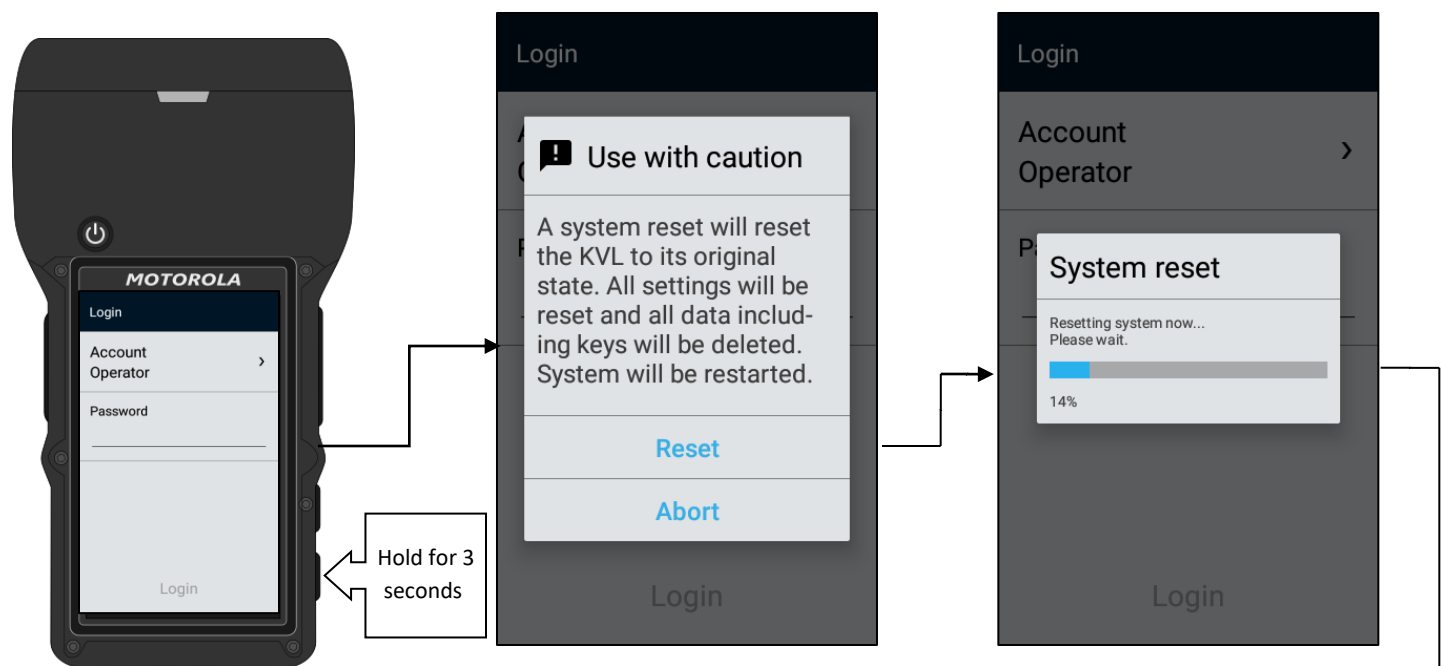 MOTOROLA
Login
Account
Operator
Password
Login
Hold for 3
seconds
Login
Use with caution
A system reset will reset
the KVL to its original
state. All settings will be
reset and all data includ-
ing keys will be deleted.
System will be restarted.
Reset
Abort
Login
Login
Account
Operator
System reset
Resetting system now...
Please wait.
14%
Login